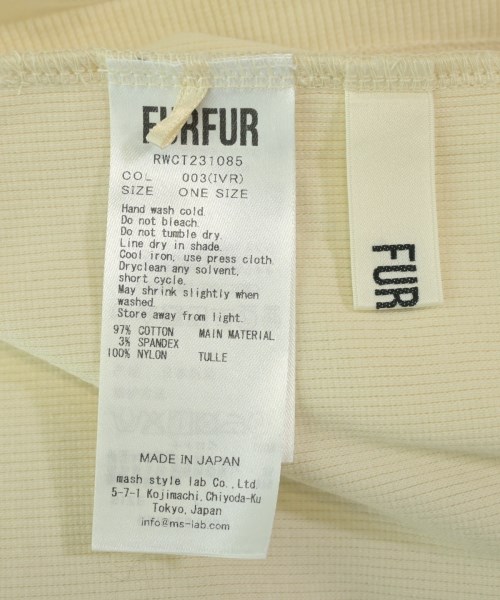 FURFUR
RWCT231085
COL 003(IVR)
SIZE ONE SIZE
Hand wash cold.
Do not bleach.
Do not tumble dry.
Line dry in shade.
Cool iron, use press cloth.
Dryclean any solvent,
short cycle.
May shrink slightly when
washed.
Store away from light.
97% COTTON MAIN MATERIAL
3% SPANDEX
100% NYLON TULLE
MADE IN JAPAN
mash style lab Co., Ltd.
5-7-1 Kojimachi, Chiyoda-Ku
Tokyo, Japan
info@ms-lab.com
FUR